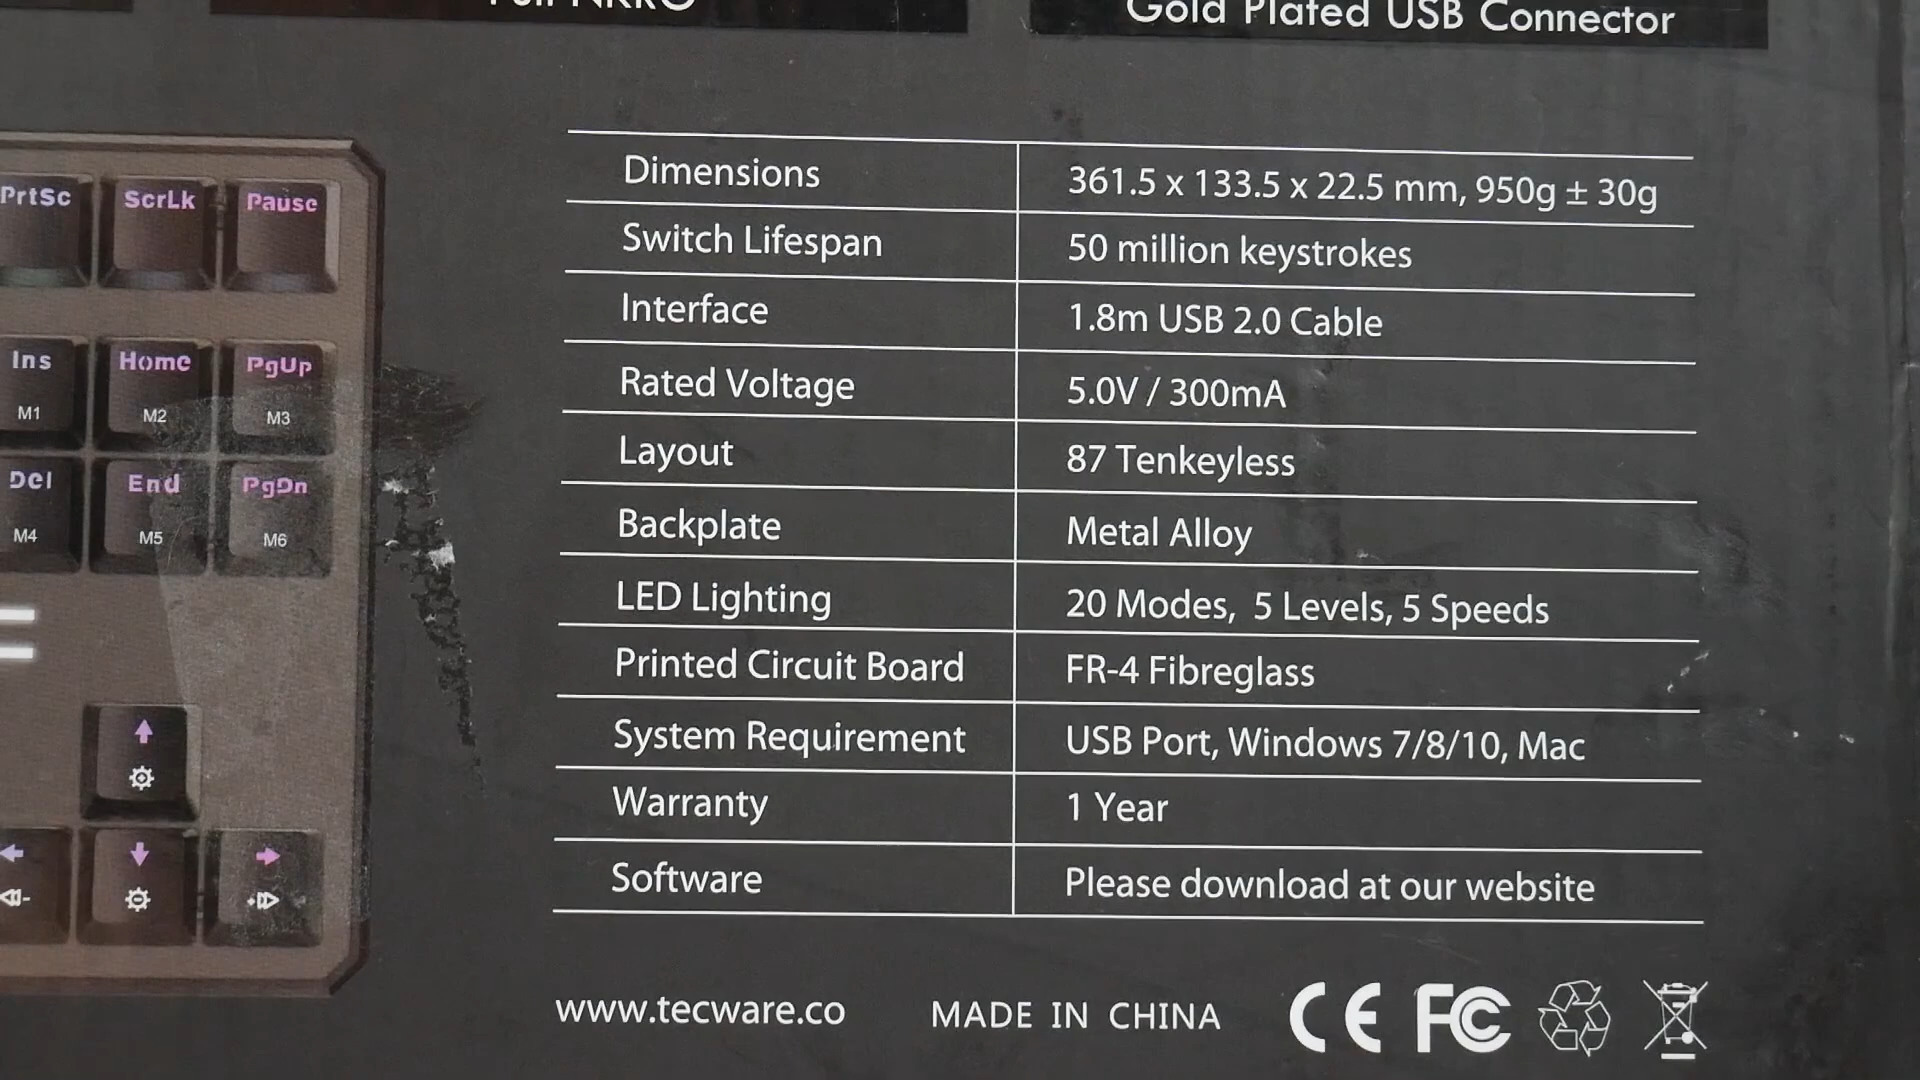 Full NKRO
Gold Plated USB Connector
PrtSc ScrLk Pause
Ins Home PgUp
M1 M2 M3
Del End PgDn
M4 M5 M6
Dimensions 361.5 x 133.5 x 22.5 mm, 950g ± 30g
Switch Lifespan 50 million keystrokes
Interface 1.8m USB 2.0 Cable
Rated Voltage 5.0V / 300mA
Layout 87 Tenkeyless
Backplate Metal Alloy
LED Lighting 20 Modes, 5 Levels, 5 Speeds
Printed Circuit Board FR-4 Fibreglass
System Requirement USB Port, Windows 7/8/10, Mac
Warranty 1 Year
Software Please download at our website
www.tecware.co MADE IN CHINA CE FC